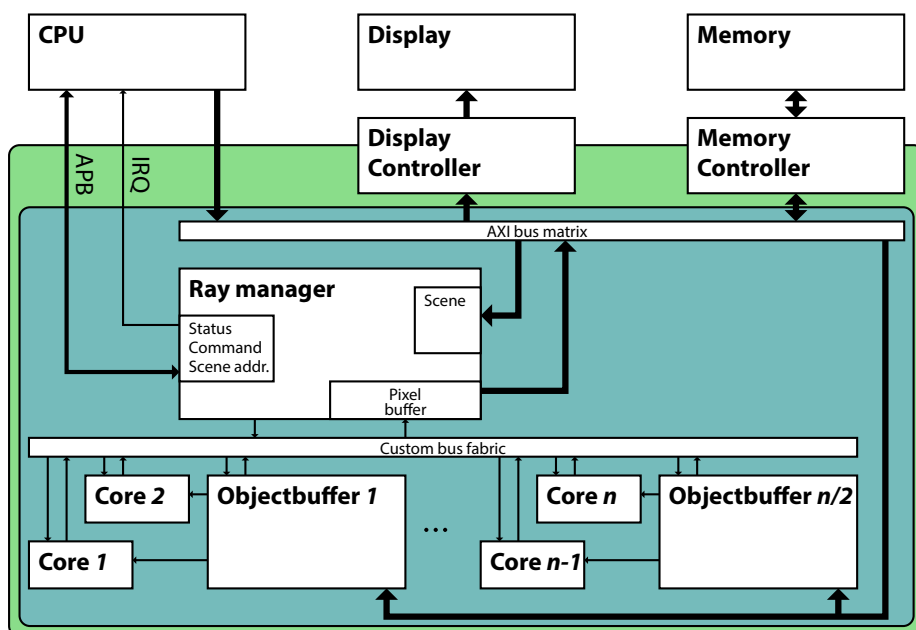 CPU
Display
Memory
Display
Controller
Memory
Controller
APB
IRQ
AXI bus matrix
Ray manager
Scene
Status
Command
Scene addr.
Pixel
buffer
Custom bus fabric
Core 2
Objectbuffer 1
Core n
Objectbuffer n/2
...
Core 1
Core n-1